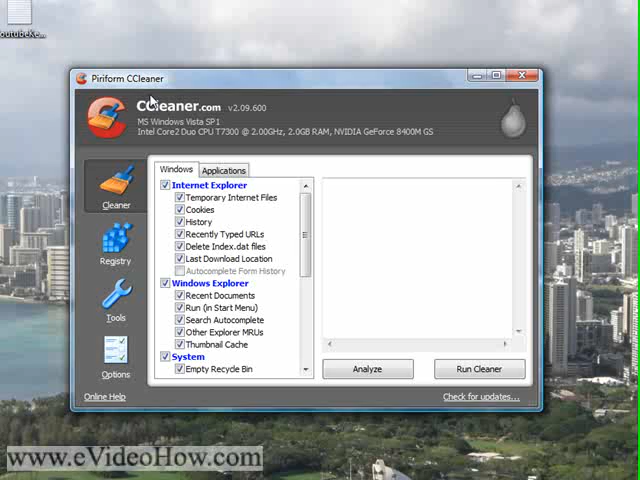 Piriform CCleaner
CCleaner.com v2.09.600
MS Windows Vista SP1
Intel Core2 Duo CPU T7300 @ 2.00GHz, 2.0GB RAM, NVIDIA GeForce 8400M GS
Windows Applications
Cleaner
Registry
Tools
Options
Internet Explorer
Temporary Internet Files
Cookies
History
Recently Typed URLs
Delete Index.dat files
Last Download Location
Autocomplete Form History
Windows Explorer
Recent Documents
Run (in Start Menu)
Search Autocomplete
Other Explorer MRUs
Thumbnail Cache
System
Empty Recycle Bin
Analyze
Run Cleaner
Online Help
Check for updates...
www.eVideoHow.com